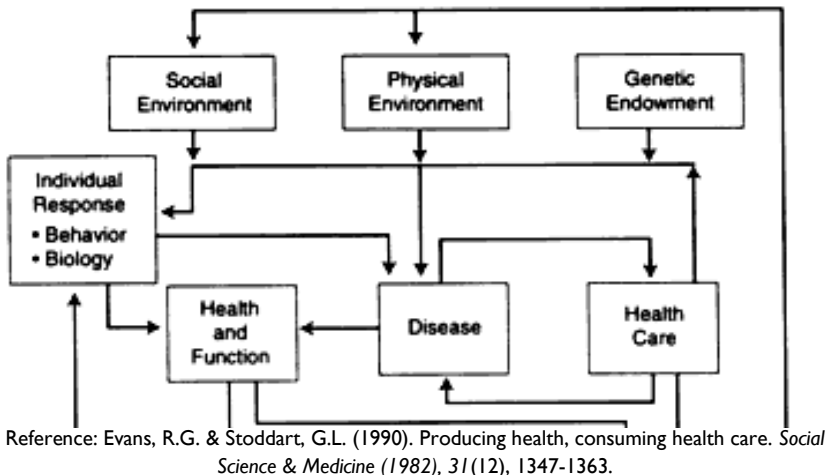 Social
Environment
Physical
Environment
Genetic
Endowment
Individual
Response
• Behavior
• Biology
Health
and
Function
Disease
Health
Care
Reference: Evans, R.G. & Stoddart, G.L. (1990). Producing health, consuming health care. Social
Science & Medicine (1982), 31(12), 1347-1363.